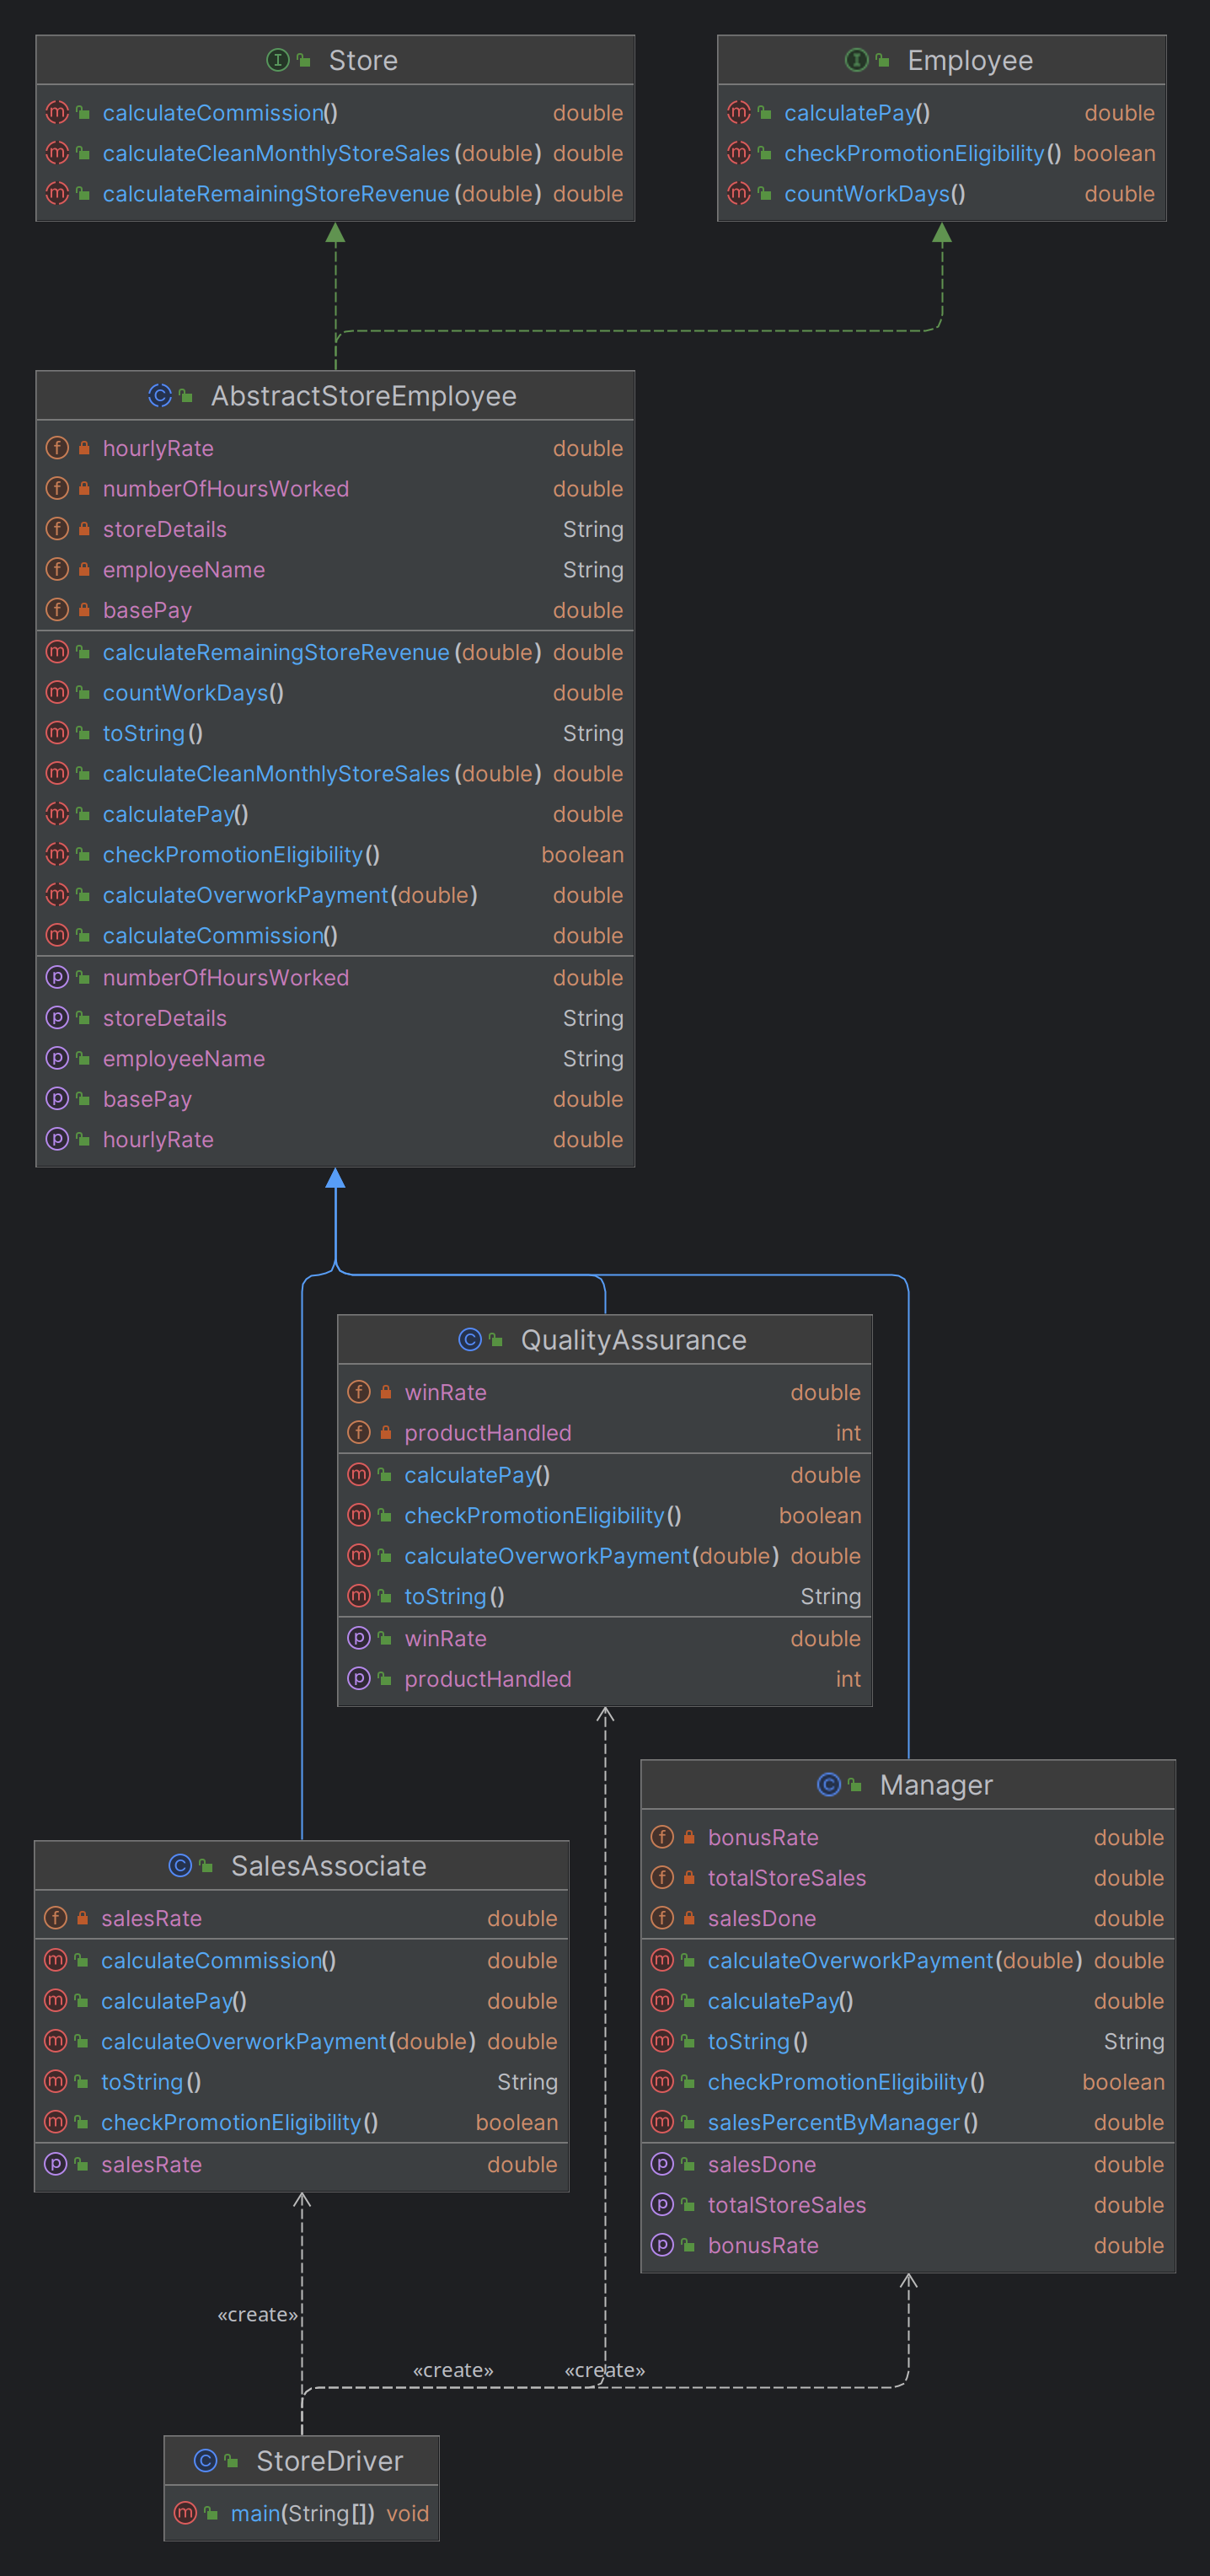 Store
calculateCommission() double
calculateCleanMonthlyStoreSales(double) double
calculateRemainingStoreRevenue(double) double
Employee
calculatePay() double
checkPromotionEligibility() boolean
countWorkDays() double
AbstractStoreEmployee
hourlyRate double
numberOfHoursWorked double
storeDetails String
employeeName String
basePay double
calculateRemainingStoreRevenue(double) double
countWorkDays() double
toString() String
calculateCleanMonthlyStoreSales(double) double
calculatePay() double
checkPromotionEligibility() boolean
calculateOverworkPayment(double) double
calculateCommission() double
numberOfHoursWorked double
storeDetails String
employeeName String
basePay double
hourlyRate double
QualityAssurance
winRate double
productHandled int
calculatePay() double
checkPromotionEligibility() boolean
calculateOverworkPayment(double) double
toString() String
winRate double
productHandled int
Manager
bonusRate double
totalStoreSales double
salesDone double
calculateOverworkPayment(double) double
calculatePay() double
toString() String
checkPromotionEligibility() boolean
salesPercentByManager() double
salesDone double
totalStoreSales double
bonusRate double
SalesAssociate
salesRate double
calculateCommission() double
calculatePay() double
calculateOverworkPayment(double) double
toString() String
checkPromotionEligibility() boolean
salesRate double
«create»
«create» «create»
StoreDriver
main(String[]) void